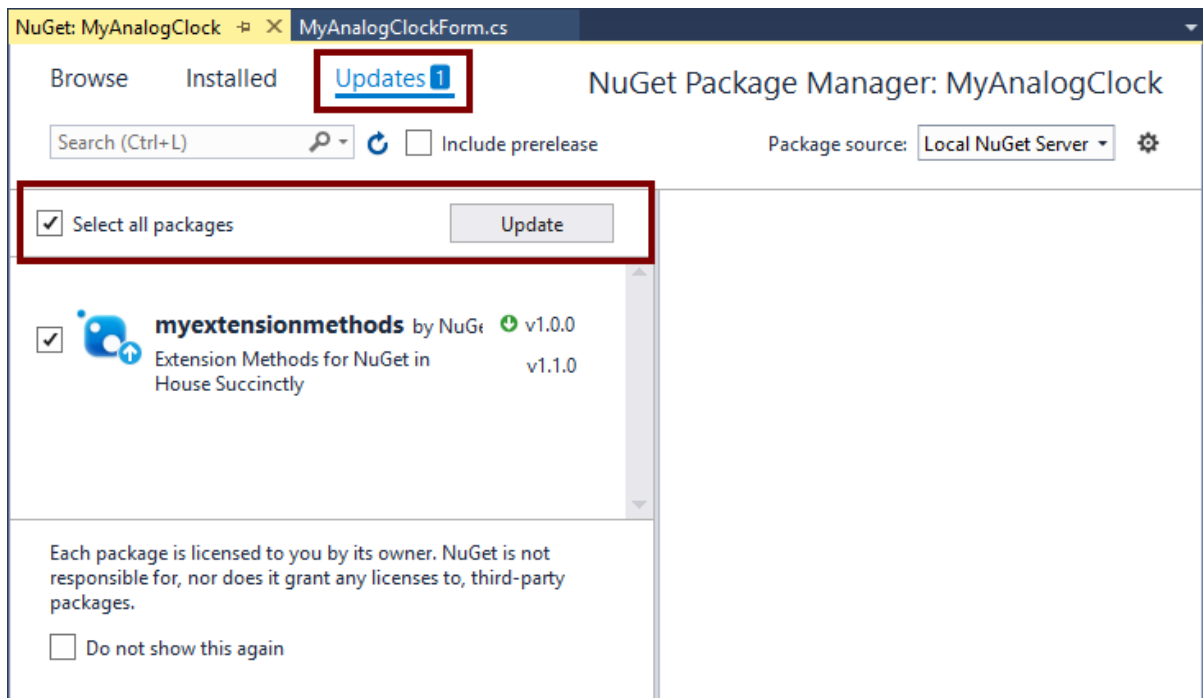 NuGet: MyAnalogClock MyAnalogClockForm.cs
Browse Installed Updates 1 NuGet Package Manager: MyAnalogClock
Search (Ctrl+L) Include prerelease Package source: Local NuGet Server
Select all packages Update
myextensionmethods by NuGe v1.0.0
Extension Methods for NuGet in v1.1.0
House Succinctly
Each package is licensed to you by its owner. NuGet is not
responsible for, nor does it grant any licenses to, third-party
packages.
Do not show this again